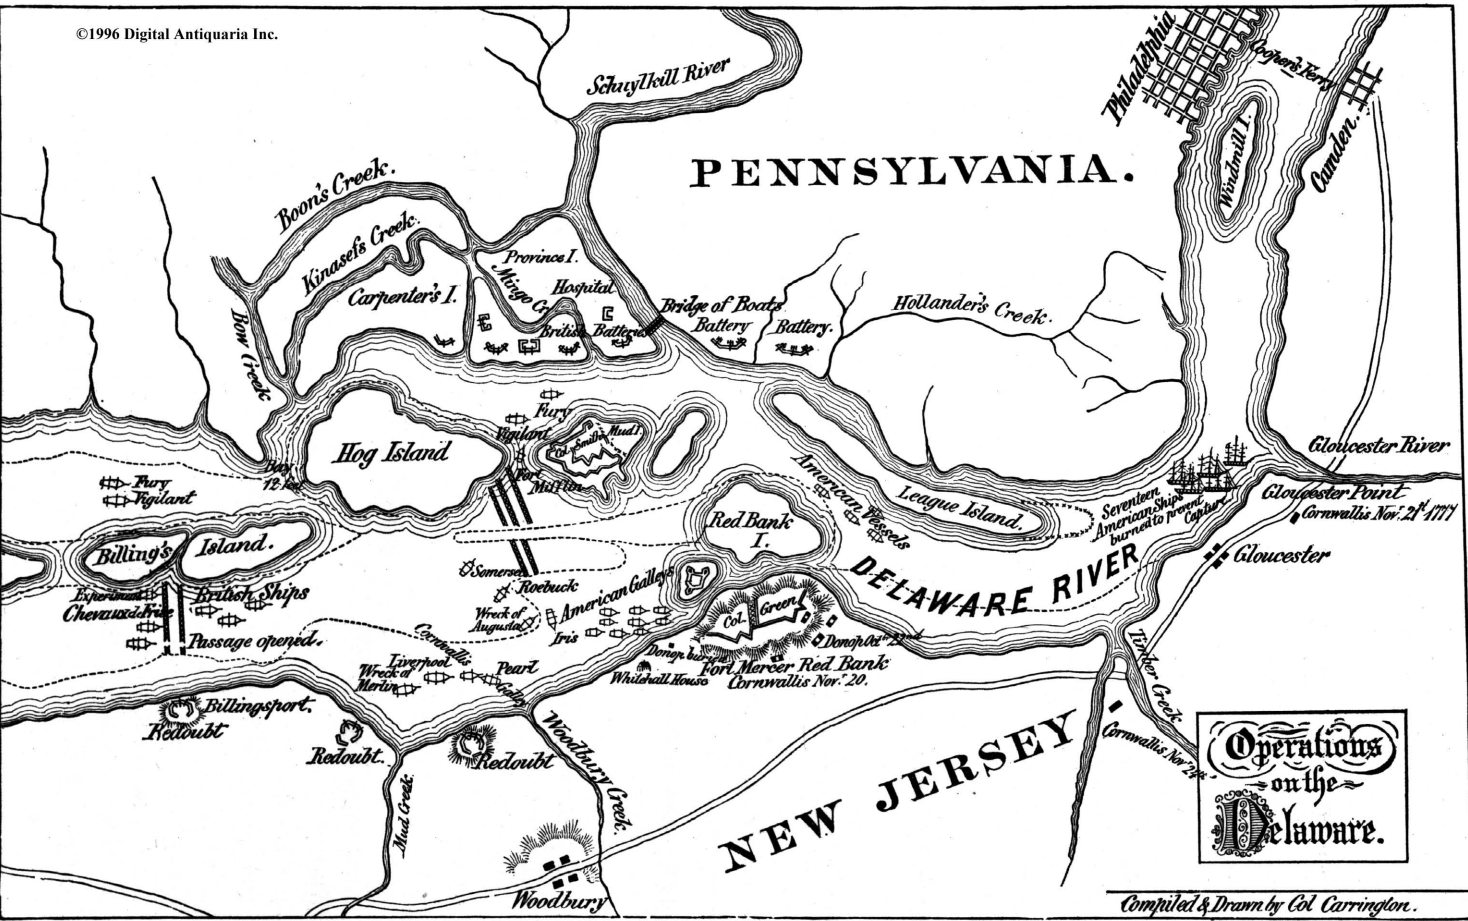 ©1996 Digital Antiquaria Inc.
Schuylkill River
Philadelphia
Cooper's Ferry
Camden.
Windmill I.
PENNSYLVANIA.
Boon's Creek.
Kinasefs Creek.
Carpenter's I.
Bow Creek
Province I.
Mingo Cr.
Hospital
British Batteries
Bridge of Boats
Battery
Battery.
Hollander's Creek.
Hog Island
Fury
Vigilant
Mud I.
Col. Smith
Fort
Mifflin
Fury
Vigilant
Billing's Island.
Experiment
Chevaux de Frise
British Ships
Passage opened.
Somerset
Roebuck
Wreck of
Augusta
Iris
American Galleys
Red Bank
I.
American Vessels
League Island.
Seventeen
American Ships
burned to prevent
Capture
Gloucester River
Gloucester Point
Cornwallis Nov. 21st 1777
Gloucester
DELAWARE RIVER
Col. Green
Donop Oct. 22nd
Donop buried
Fort Mercer Red Bank
Whitehall House
Cornwallis Nov. 20.
Cornwallis
Liverpool
Wreck of
Merlin
Pearl
Galley
Billingsport.
Redoubt
Redoubt.
Redoubt
Mud Creek
Woodbury Creek.
Woodbury
NEW JERSEY
Timber Creek
Cornwallis Nov. 24th
Operations
on the
Delaware.
Compiled & Drawn by Col Carrington.